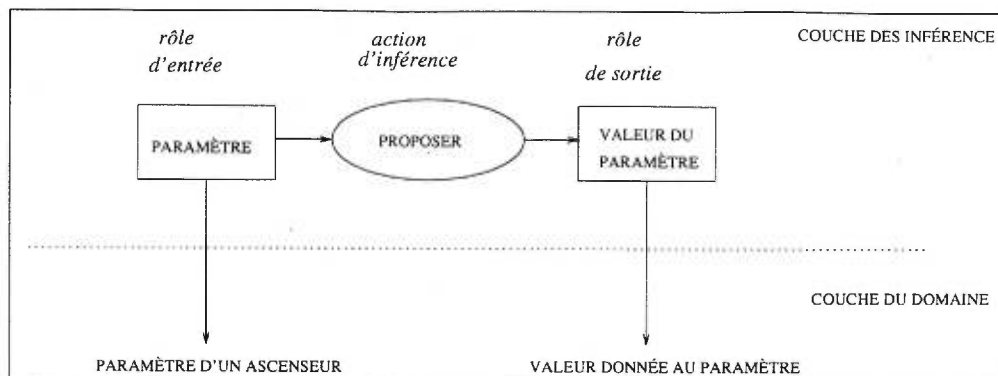 rôle
d'entrée
action
d'inférence
rôle
de sortie
COUCHE DES INFÉRENCE
PARAMÈTRE
PROPOSER
VALEUR DU
PARAMÈTRE
COUCHE DU DOMAINE
PARAMÈTRE D'UN ASCENSEUR
VALEUR DONNÉE AU PARAMÈTRE